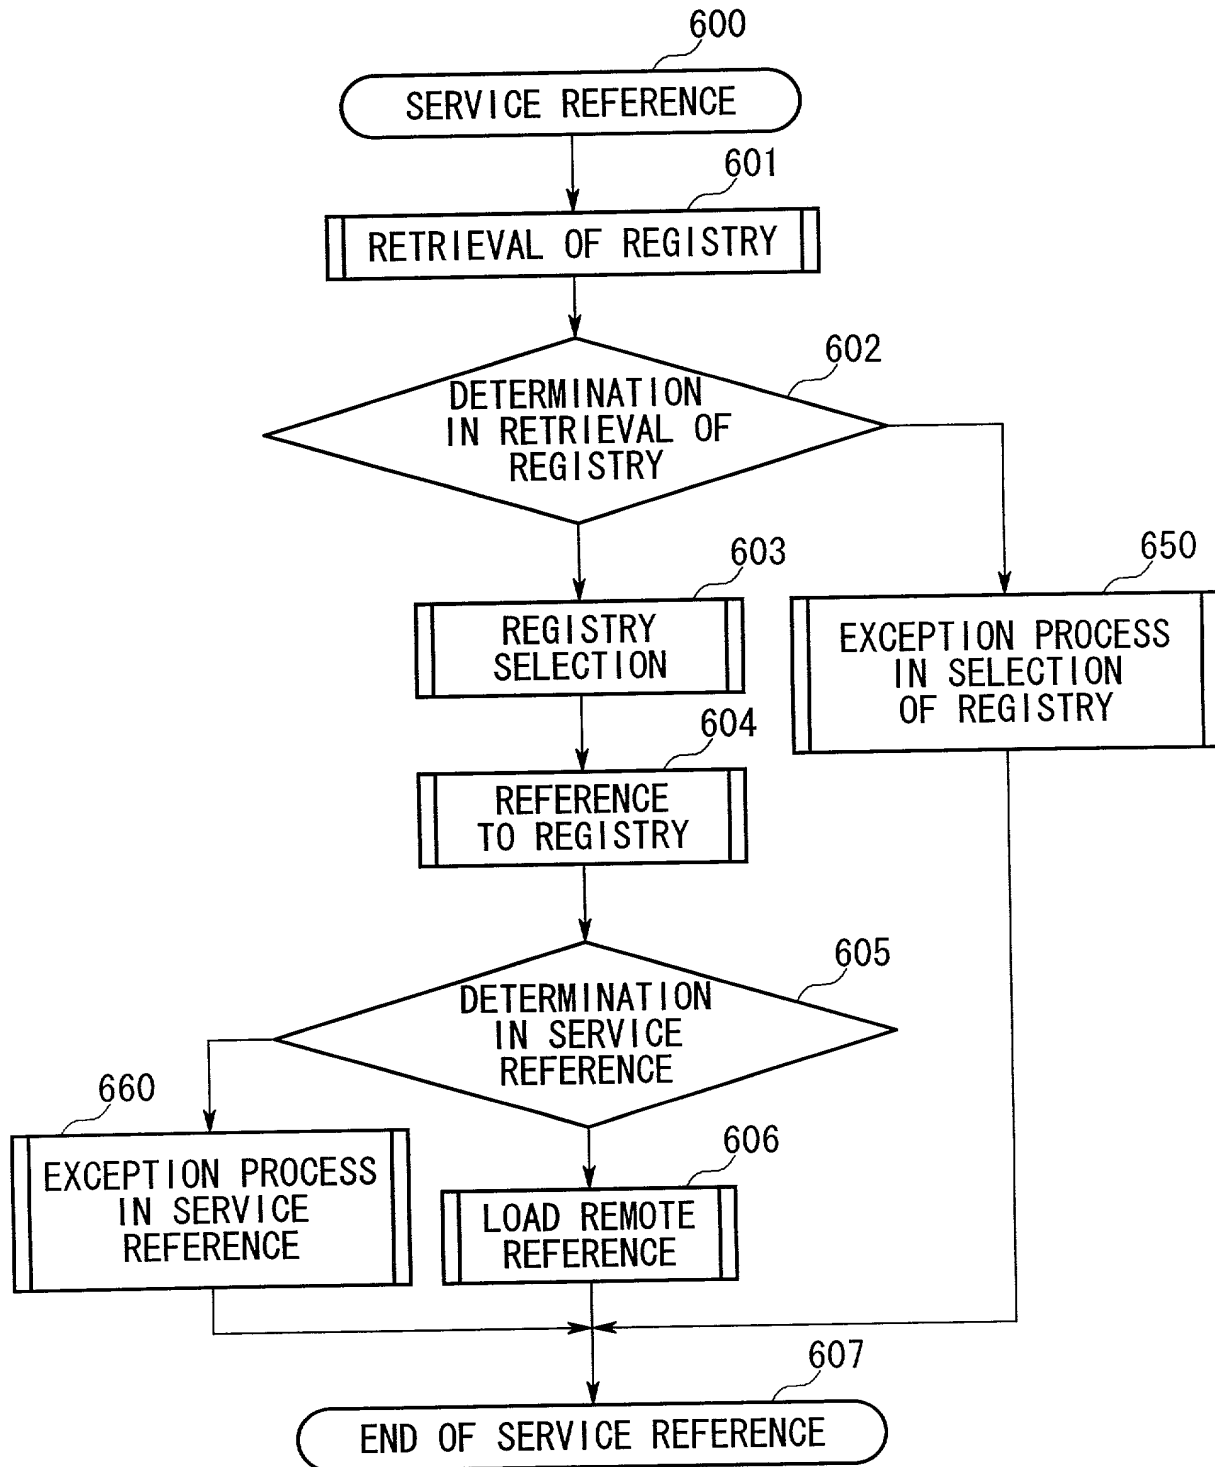 600
SERVICE REFERENCE
601
RETRIEVAL OF REGISTRY
602
DETERMINATION
IN RETRIEVAL OF
REGISTRY
603
REGISTRY
SELECTION
650
EXCEPTION PROCESS
IN SELECTION
OF REGISTRY
604
REFERENCE
TO REGISTRY
605
DETERMINATION
IN SERVICE
REFERENCE
660
EXCEPTION PROCESS
IN SERVICE
REFERENCE
606
LOAD REMOTE
REFERENCE
607
END OF SERVICE REFERENCE